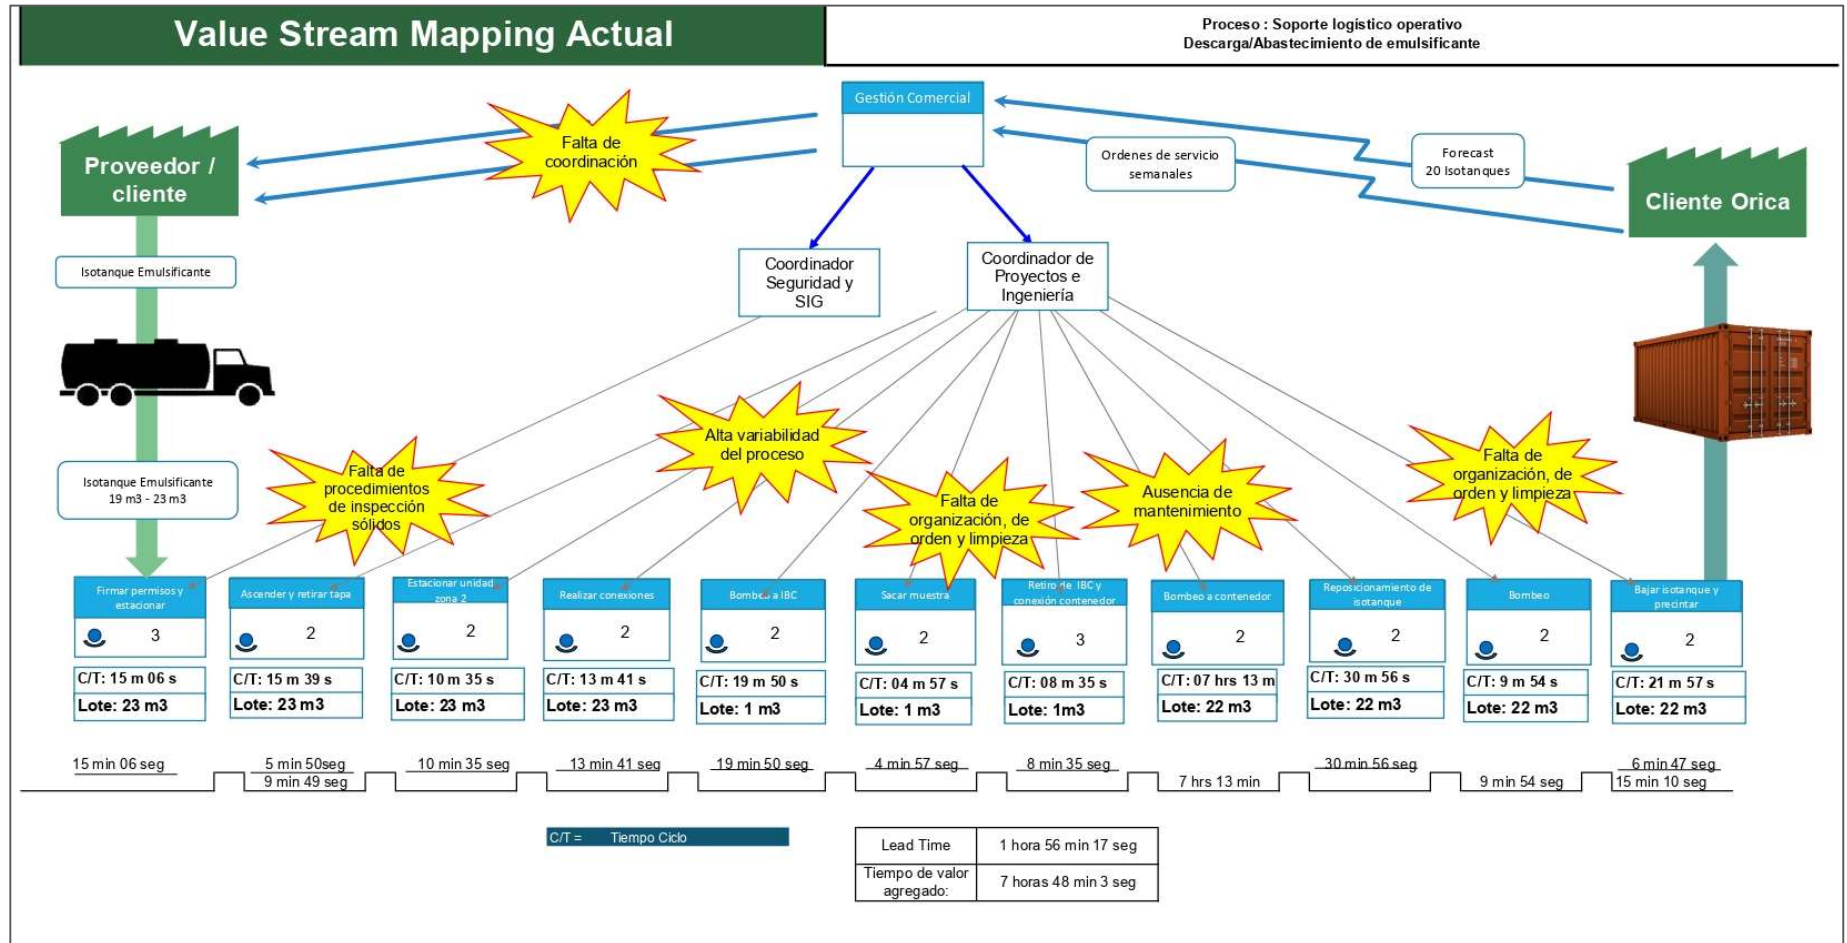 Value Stream Mapping Actual
Proceso : Soporte logístico operativo
Descarga/Abastecimiento de emulsificante
Gestión Comercial
Falta de
coordinación
Ordenes de servicio
semanales
Forecast
20 Isotanques
Proveedor /
cliente
Cliente Orica
Isotanque Emulsificante
Coordinador
Seguridad y
SIG
Coordinador de
Proyectos e
Ingeniería
Isotanque Emulsificante
19 m3 - 23 m3
Falta de
procedimientos
de inspección
sólidos
Alta variabilidad
del proceso
Falta de
organización, de
orden y limpieza
Ausencia de
mantenimiento
Falta de
organización, de
orden y limpieza
Firmar permisos y
estacionar
3
C/T: 15 m 06 s
Lote: 23 m3
Ascender y retirar tapa
2
C/T: 15 m 39 s
Lote: 23 m3
Estacionar unidad
zona 2
2
C/T: 10 m 35 s
Lote: 23 m3
Realizar conexiones
2
C/T: 13 m 41 s
Lote: 23 m3
Bombeo a IBC
2
C/T: 19 m 50 s
Lote: 1 m3
Sacar muestra
2
C/T: 04 m 57 s
Lote: 1 m3
Retiro de IBC y
conexión contenedor
3
C/T: 08 m 35 s
Lote: 1m3
Bombeo a contenedor
2
C/T: 07 hrs 13 m
Lote: 22 m3
Reposicionamiento de
isotanque
2
C/T: 30 m 56 s
Lote: 22 m3
Bombeo
2
C/T: 9 m 54 s
Lote: 22 m3
Bajar isotanque y
precintar
2
C/T: 21 m 57 s
Lote: 22 m3
15 min 06 seg
5 min 50seg
9 min 49 seg
10 min 35 seg
13 min 41 seg
19 min 50 seg
4 min 57 seg
8 min 35 seg
7 hrs 13 min
30 min 56 seg
9 min 54 seg
6 min 47 seg
15 min 10 seg
C/T = Tiempo Ciclo
Lead Time 1 hora 56 min 17 seg
Tiempo de valor
agregado: 7 horas 48 min 3 seg